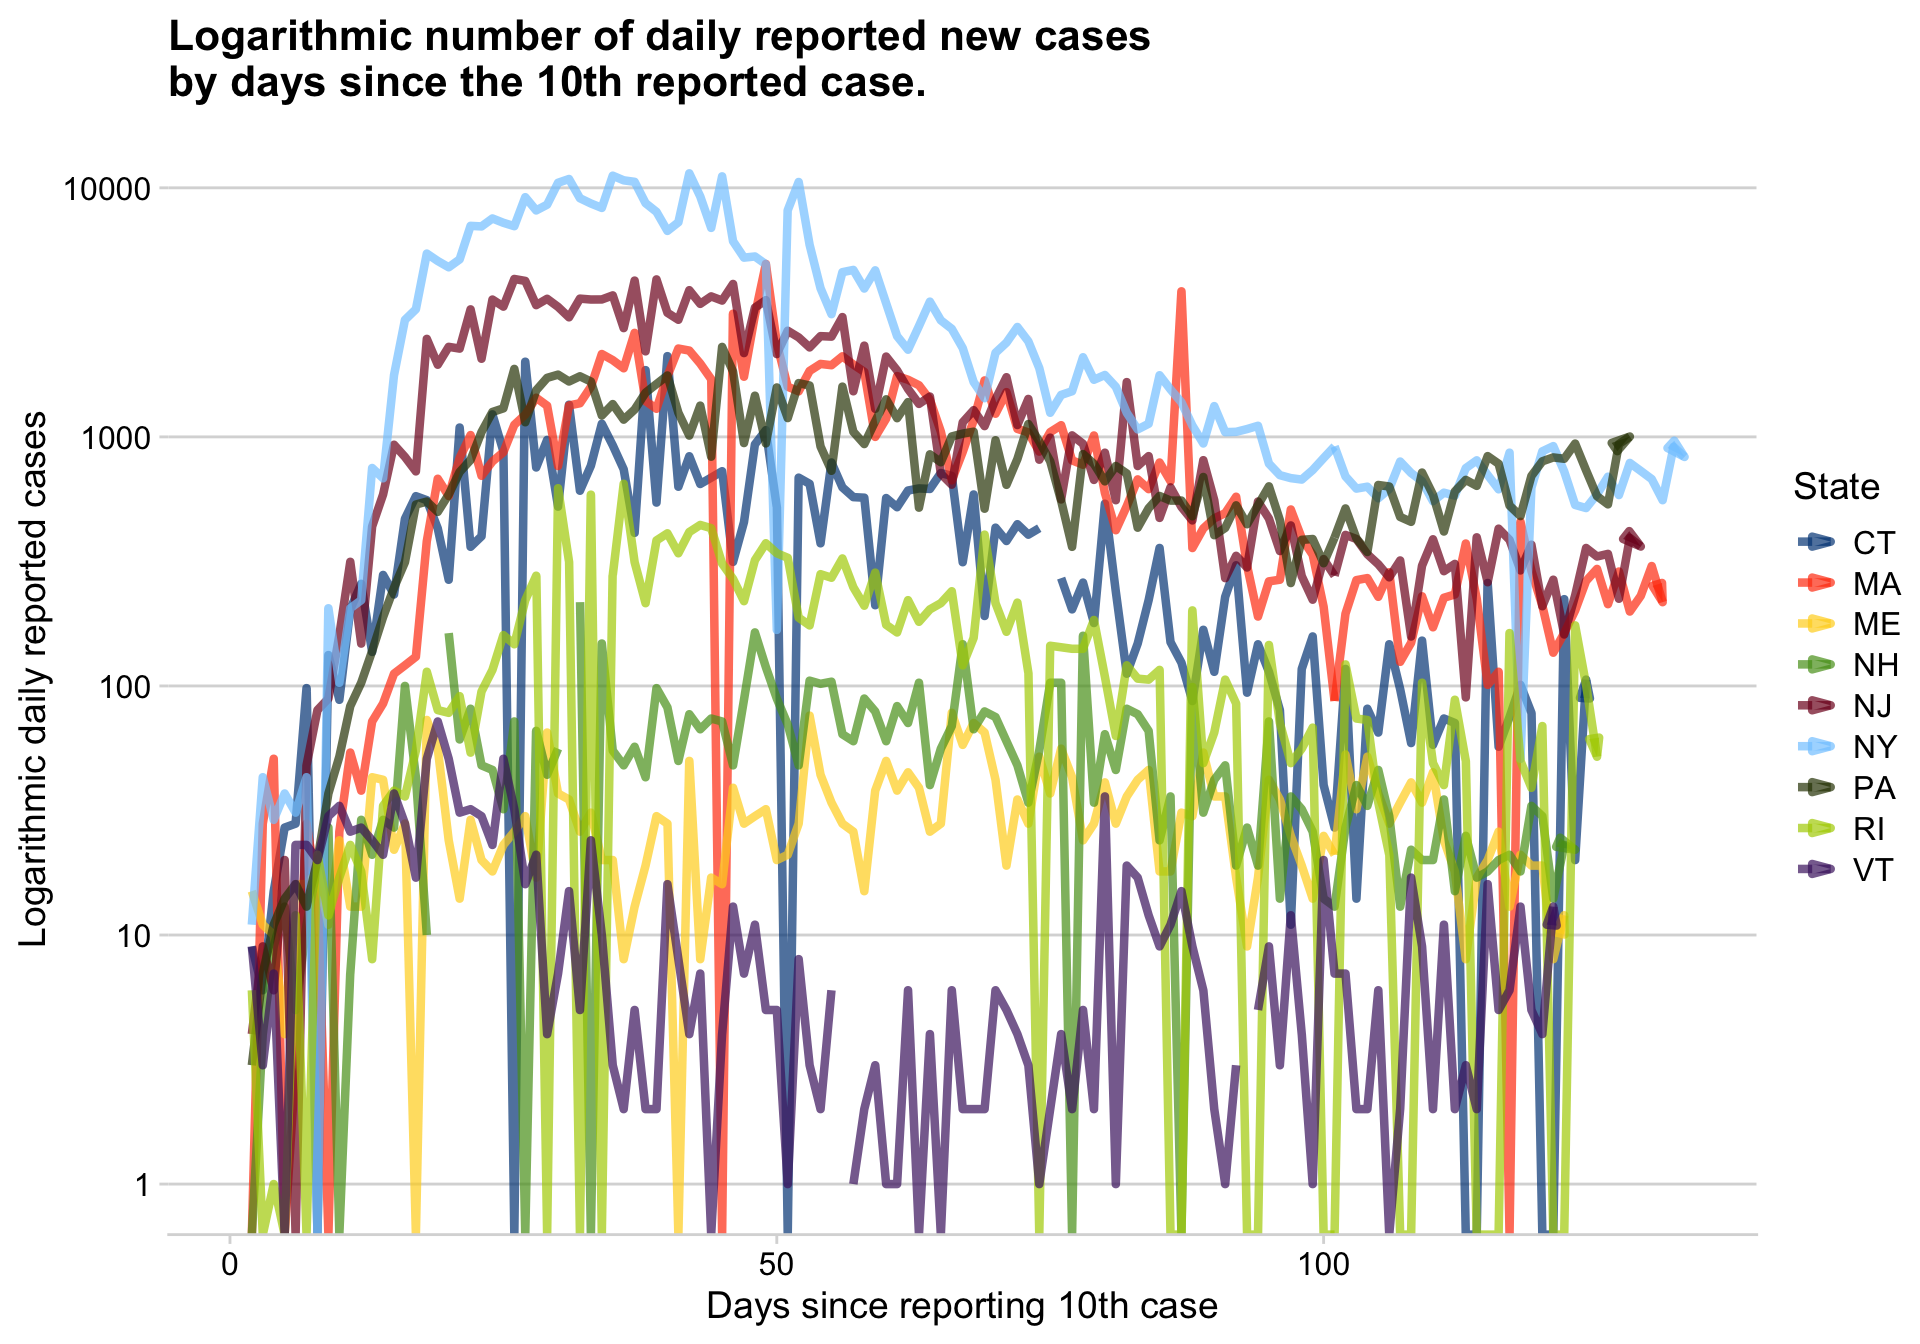 Logarithmic number of daily reported new cases
by days since the 10th reported case.
10000
1000
100
10
1
Logarithmic daily reported cases
0
50
100
Days since reporting 10th case
State
CT
MA
ME
NH
NJ
NY
PA
RI
VT